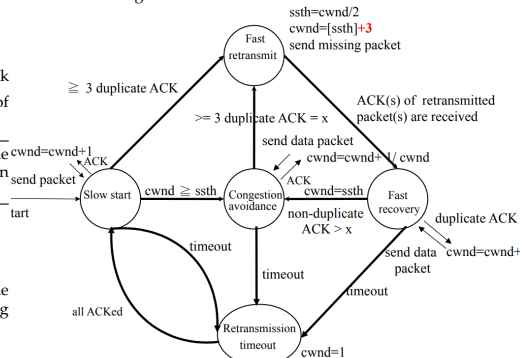 ssth=cwnd/2
cwnd=[ssth]+3
send missing packet
Fast
retransmit
≧ 3 duplicate ACK
>= 3 duplicate ACK = x
ACK(s) of retransmitted
packet(s) are received
of
cwnd=cwnd+1
ACK
send packet
tart
Slow start
cwnd ≧ ssth
send data packet
cwnd=cwnd+ 1/ cwnd
ACK
Congestion
avoidance
cwnd=ssth
non-duplicate
ACK > x
Fast
recovery
duplicate ACK
send data
packet
cwnd=cwnd+
timeout
timeout
timeout
all ACKed
Retransmission
timeout
cwnd=1